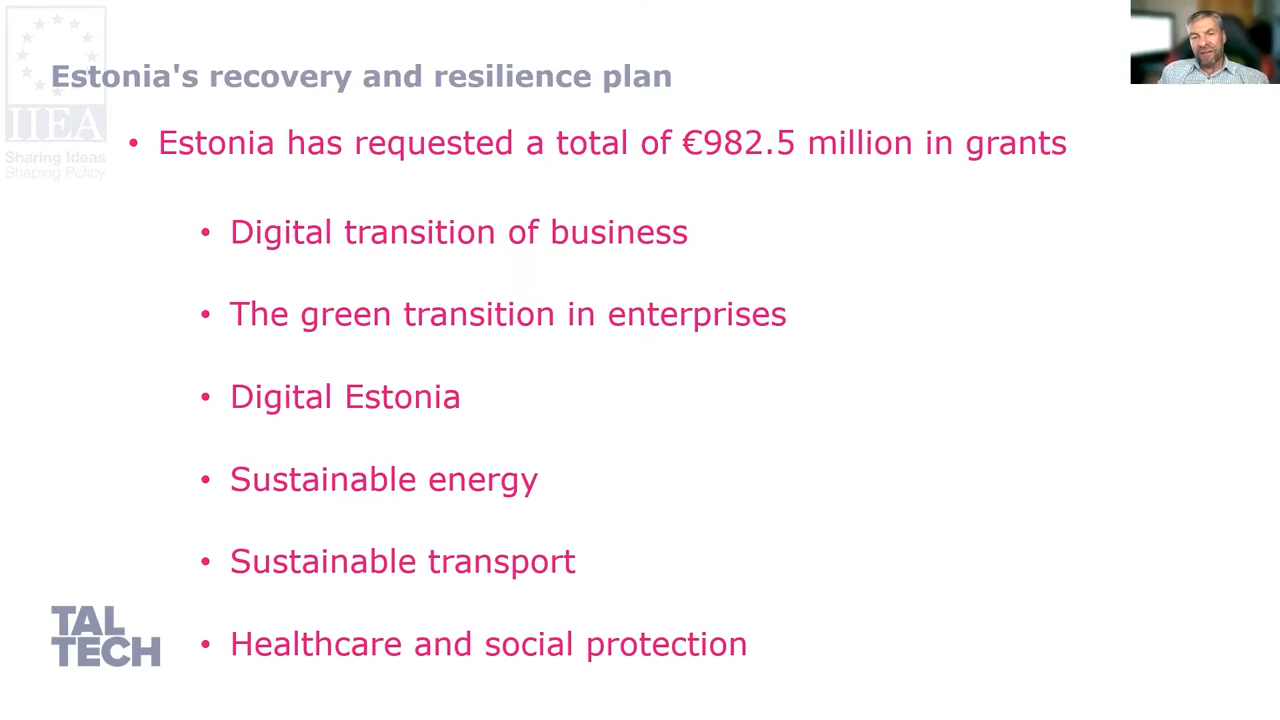 Estonia's recovery and resilience plan
IIEA
Sharing Ideas
Shaping Policy
• Estonia has requested a total of €982.5 million in grants
• Digital transition of business
• The green transition in enterprises
• Digital Estonia
• Sustainable energy
• Sustainable transport
• Healthcare and social protection
TAL
TECH